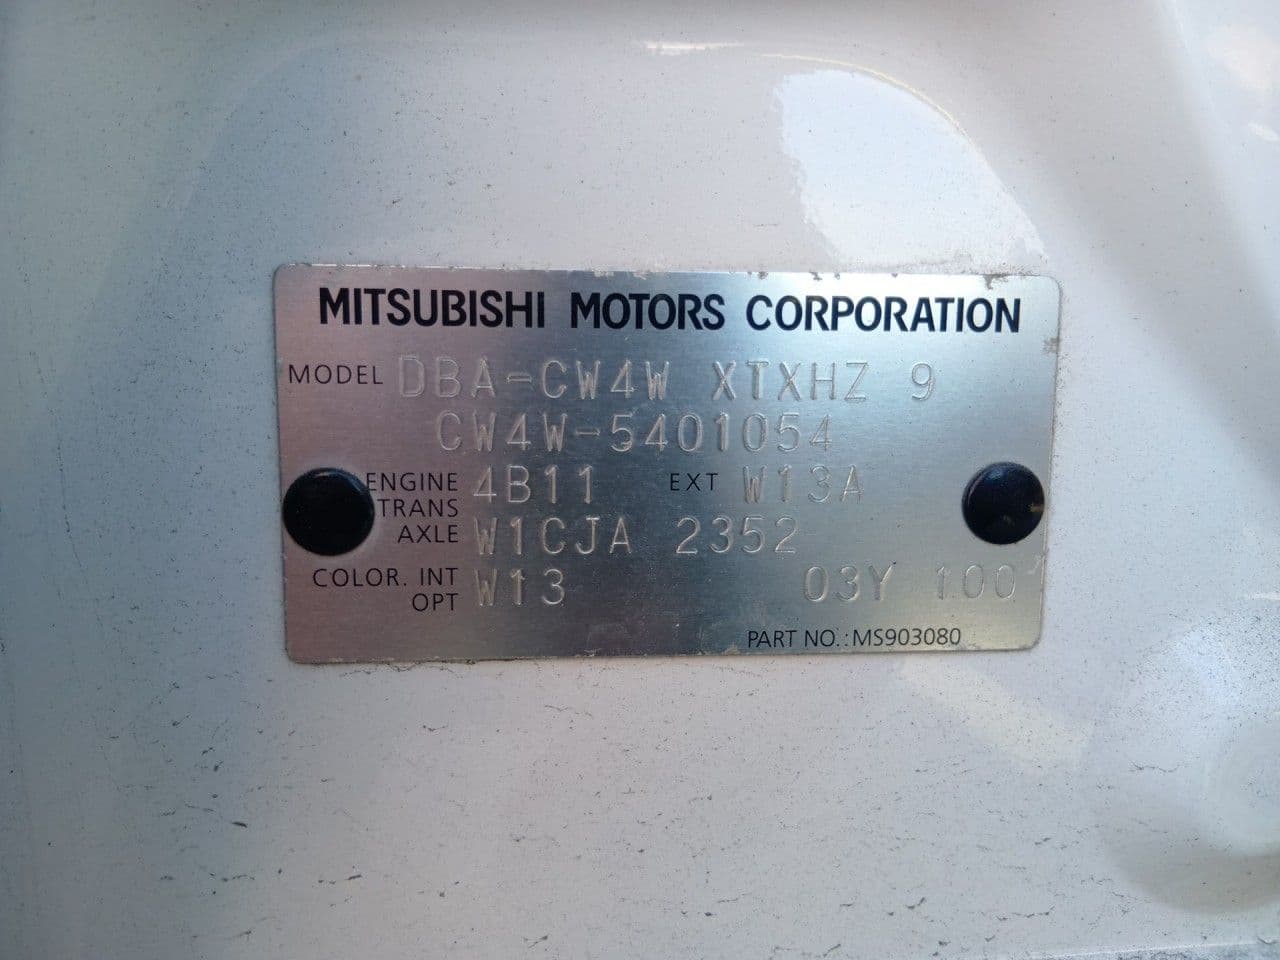 MITSUBISHI MOTORS CORPORATION
MODEL DBA-CW4W XTXHZ 9
CW4W-5401054
ENGINE 4B11 EXT W13A
TRANS
AXLE W1CJA 2352
COLOR. INT W13 03Y 100
OPT
PART NO.: MS903080